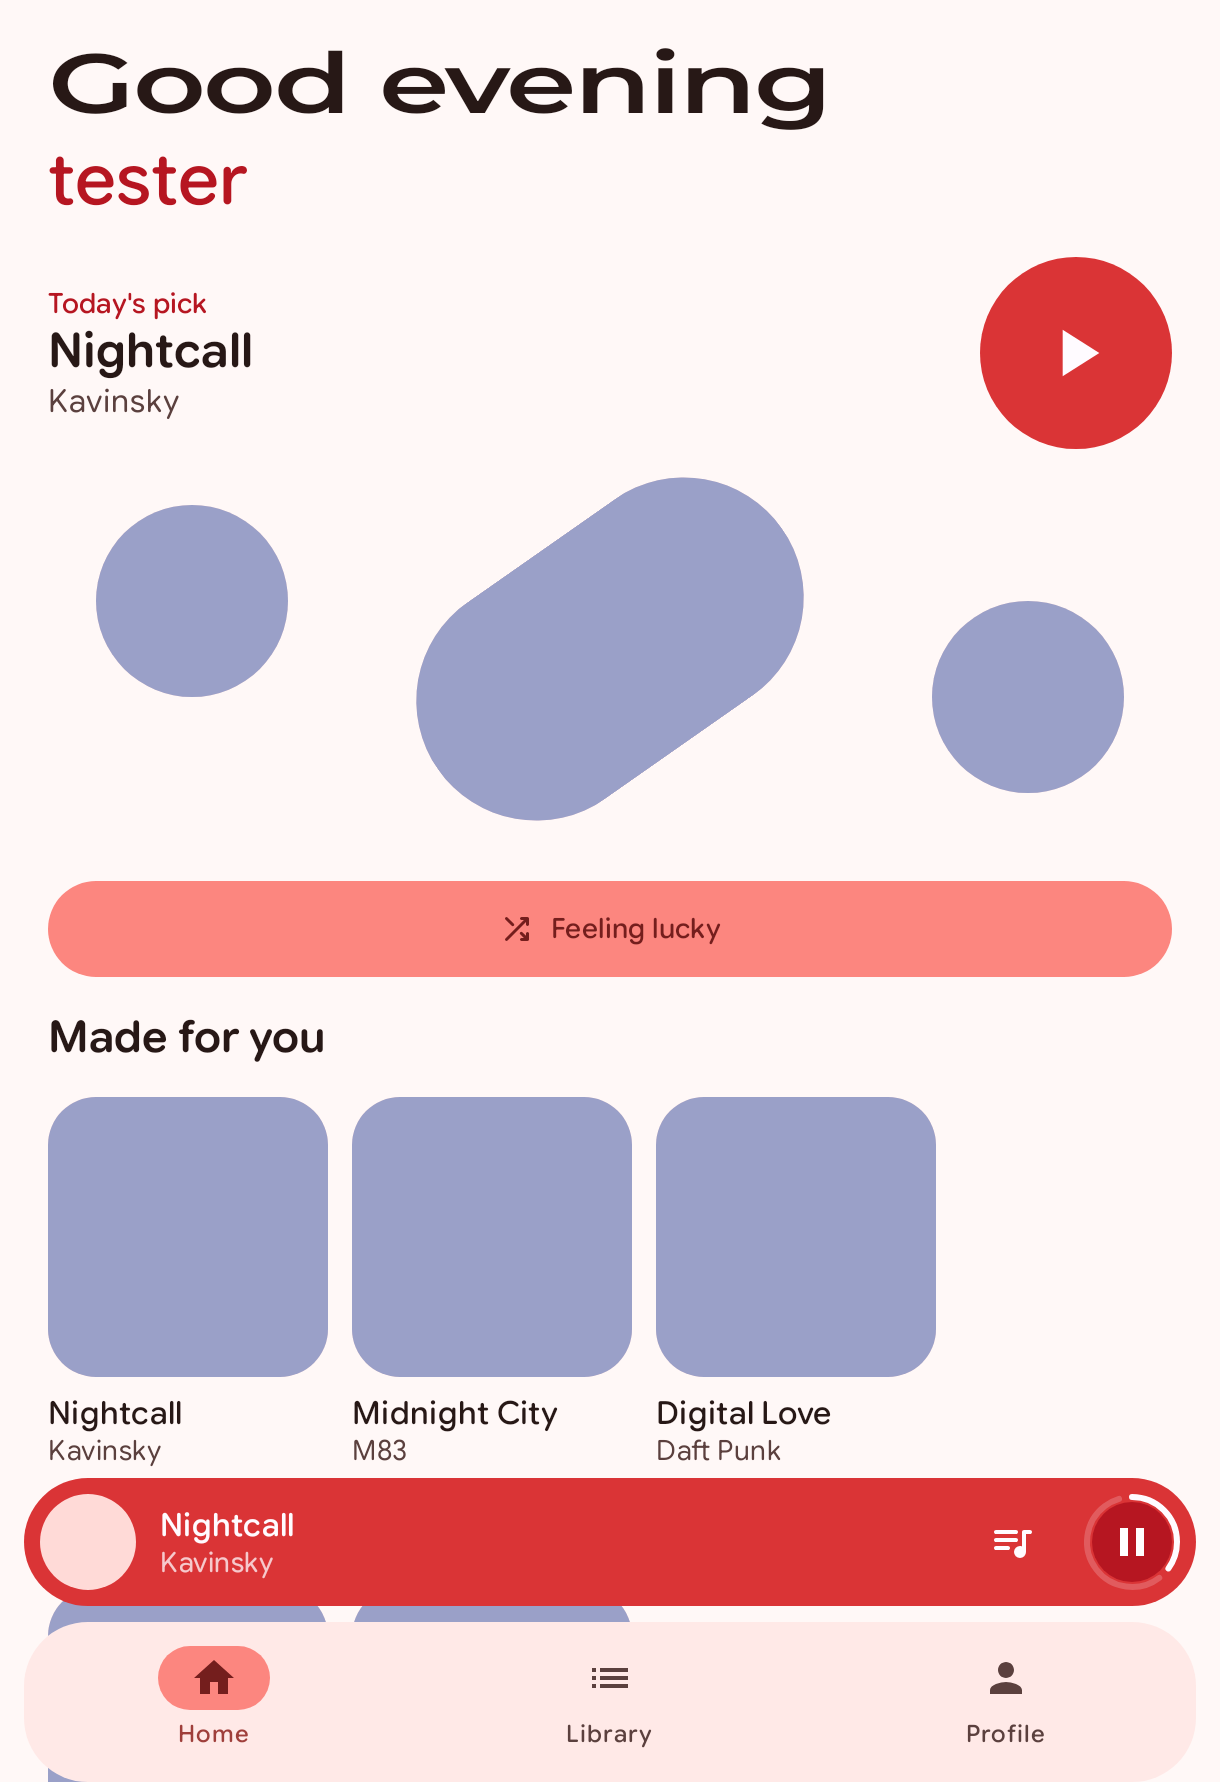 Good evening
tester
Today's pick
Nightcall
Kavinsky
Feeling lucky
Made for you
Nightcall
Kavinsky
Midnight City
M83
Digital Love
Daft Punk
Nightcall
Kavinsky
Home
Library
Profile